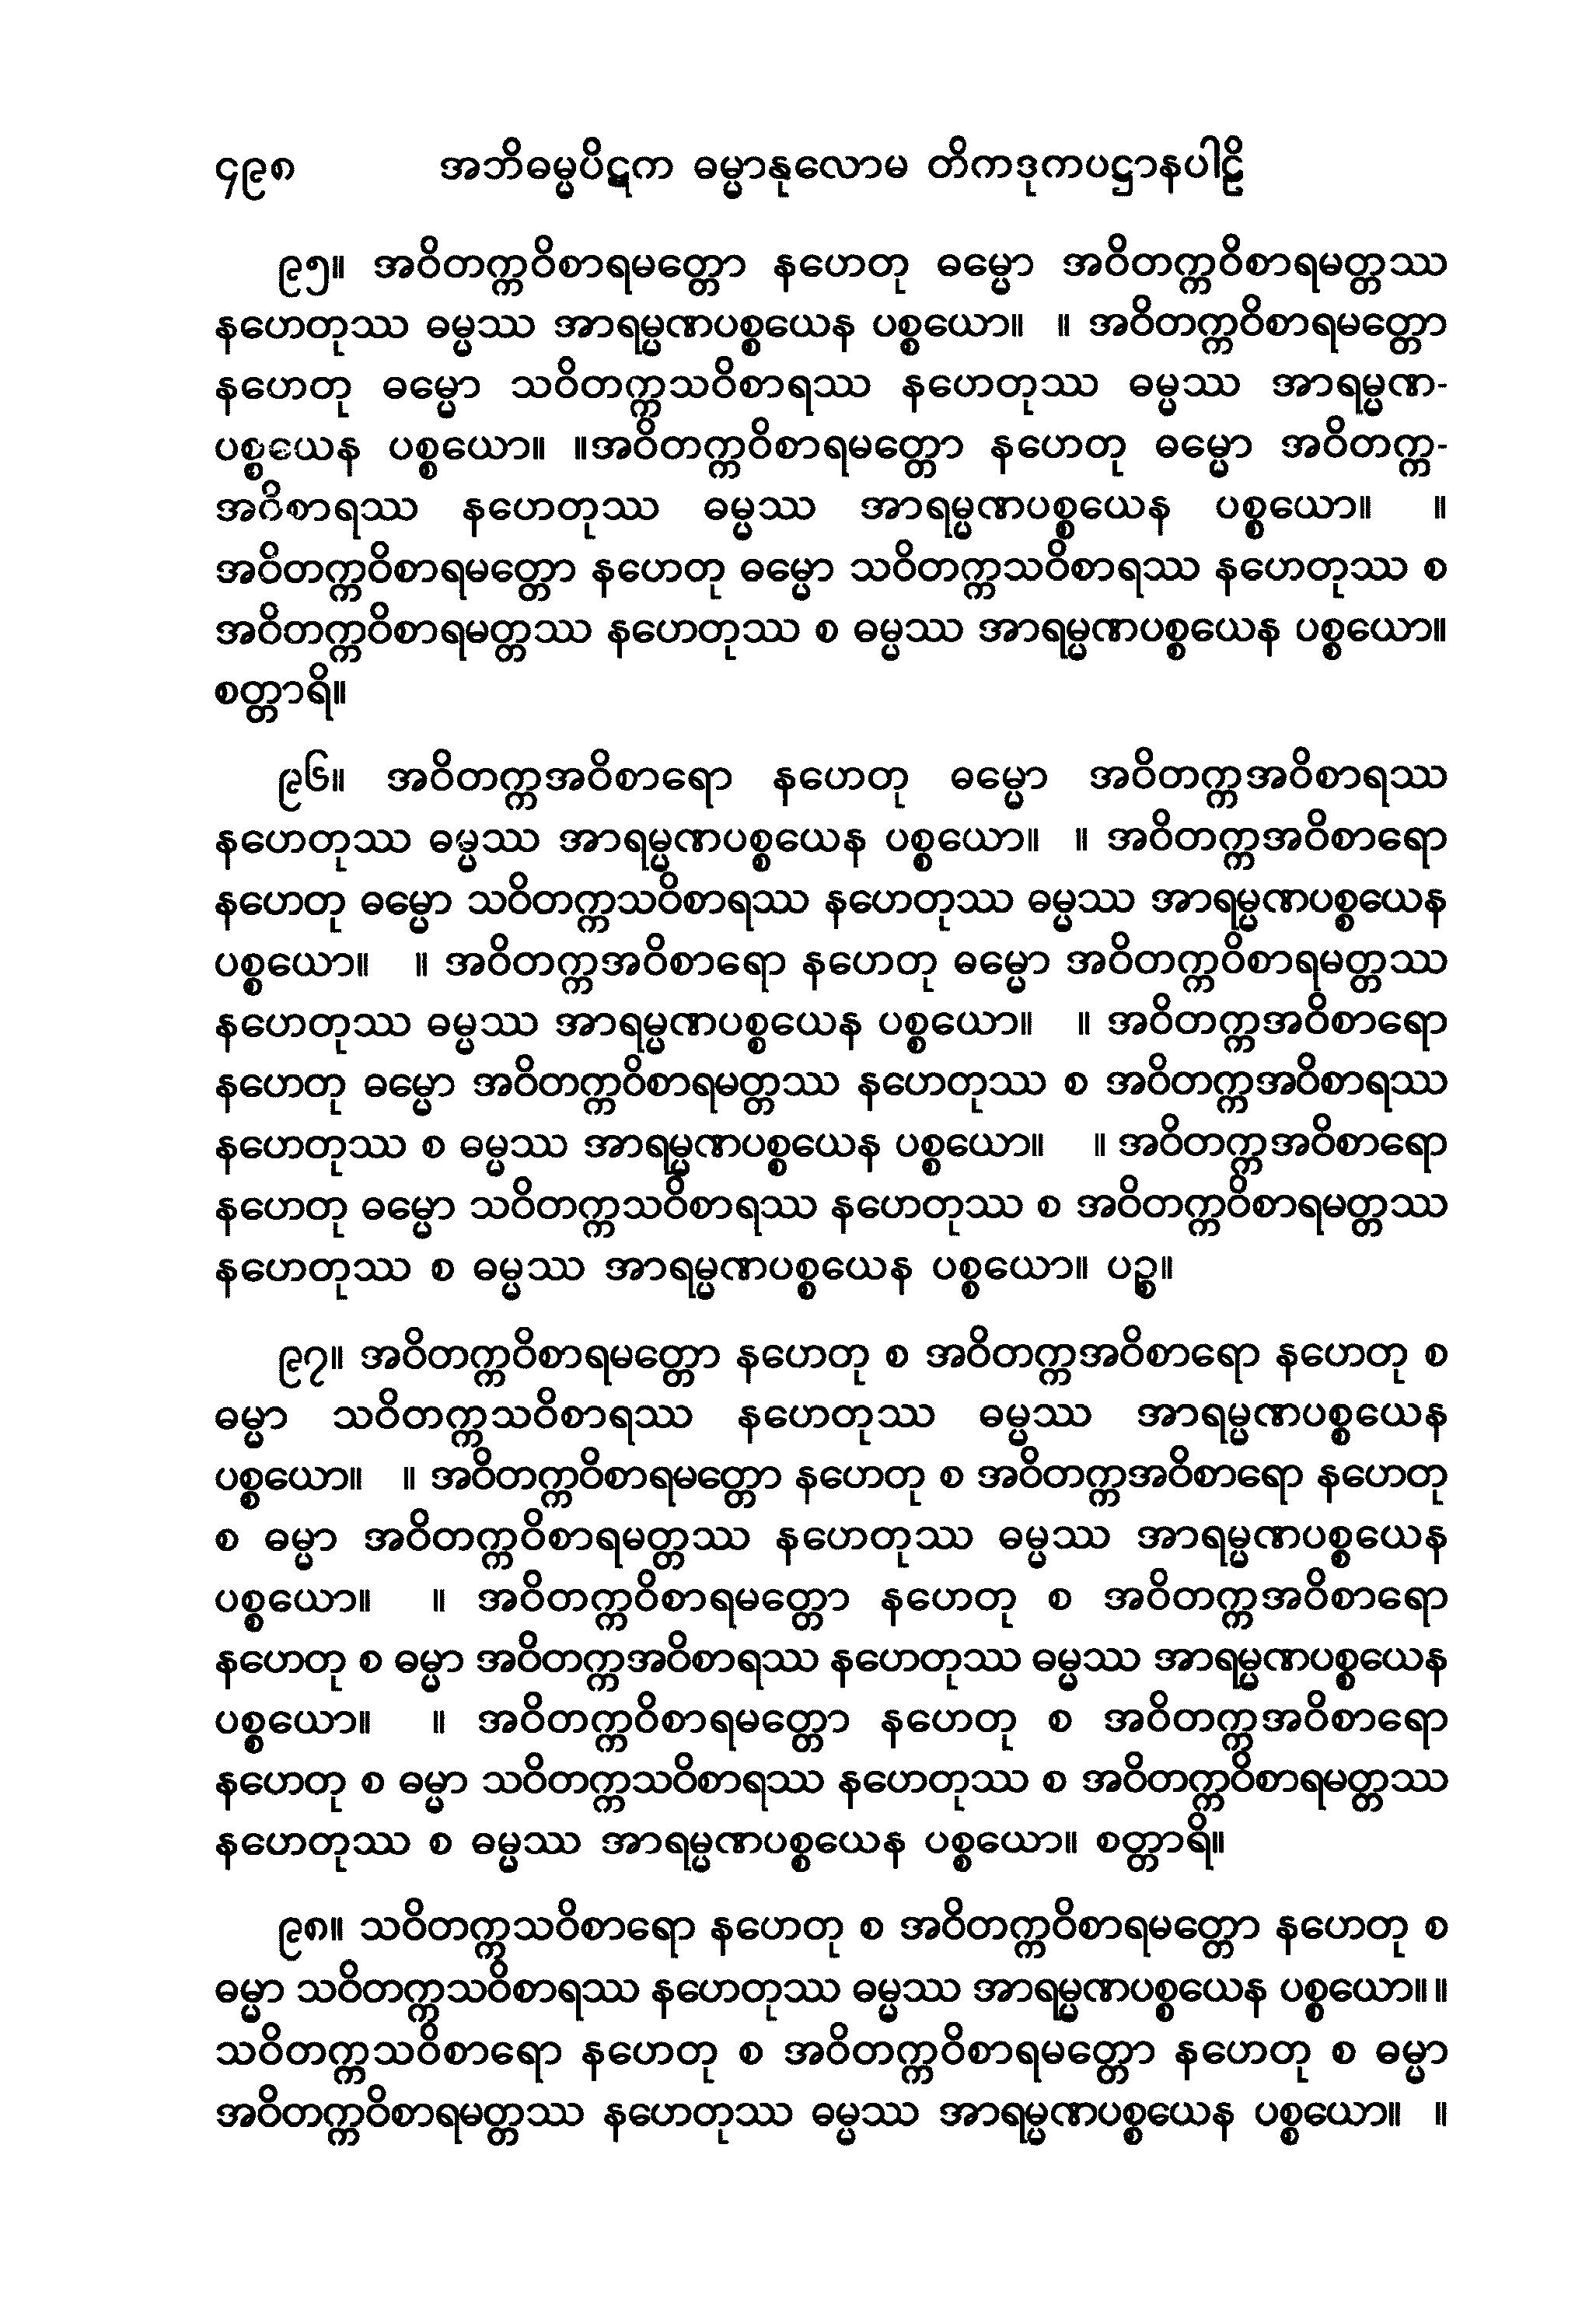 ၄၉၈ အဘိဓမ္မပိဋက ဓမ္မာနုလောမ တိကဒုကပဋ္ဌာနပါဠိ
၉၅။ အဝိတက္ကဝိစာရမတ္တော နဟေတု ဓမ္မော အဝိတက္ကဝိစာရမတ္တဿ
နဟေတုဿ ဓမ္မဿ အာရမ္မဏပစ္စယေန ပစ္စယော။ ။ အဝိတက္ကဝိစာရမတ္တော
နဟေတု ဓမ္မော သဝိတက္ကသဝိစာရဿ နဟေတုဿ ဓမ္မဿ အာရမ္မဏ-
ပစ္စယေန ပစ္စယော။ ။အဝိတက္ကဝိစာရမတ္တော နဟေတု ဓမ္မော အဝိတက္က-
အဝိစာရဿ နဟေတုဿ ဓမ္မဿ အာရမ္မဏပစ္စယေန ပစ္စယော။ ။
အဝိတက္ကဝိစာရမတ္တော နဟေတု ဓမ္မော သဝိတက္ကသဝိစာရဿ နဟေတုဿ စ
အဝိတက္ကဝိစာရမတ္တဿ နဟေတုဿ စ ဓမ္မဿ အာရမ္မဏပစ္စယေန ပစ္စယော။
စတ္တာရိ။
၉၆။ အဝိတက္ကအဝိစာရော နဟေတု ဓမ္မော အဝိတက္ကအဝိစာရဿ
နဟေတုဿ ဓမ္မဿ အာရမ္မဏပစ္စယေန ပစ္စယော။ ။ အဝိတက္ကအဝိစာရော
နဟေတု ဓမ္မော သဝိတက္ကသဝိစာရဿ နဟေတုဿ ဓမ္မဿ အာရမ္မဏပစ္စယေန
ပစ္စယော။ ။ အဝိတက္ကအဝိစာရော နဟေတု ဓမ္မော အဝိတက္ကဝိစာရမတ္တဿ
နဟေတုဿ ဓမ္မဿ အာရမ္မဏပစ္စယေန ပစ္စယော။ ။ အဝိတက္ကအဝိစာရော
နဟေတု ဓမ္မော အဝိတက္ကဝိစာရမတ္တဿ နဟေတုဿ စ အဝိတက္ကအဝိစာရဿ
နဟေတုဿ စ ဓမ္မဿ အာရမ္မဏပစ္စယေန ပစ္စယော။ ။ အဝိတက္ကအဝိစာရော
နဟေတု ဓမ္မော သဝိတက္ကသဝိစာရဿ နဟေတုဿ စ အဝိတက္ကဝိစာရမတ္တဿ
နဟေတုဿ စ ဓမ္မဿ အာရမ္မဏပစ္စယေန ပစ္စယော။ ပဉ္စ။
၉၇။ အဝိတက္ကဝိစာရမတ္တော နဟေတု စ အဝိတက္ကအဝိစာရော နဟေတု စ
ဓမ္မာ သဝိတက္ကသဝိစာရဿ နဟေတုဿ ဓမ္မဿ အာရမ္မဏပစ္စယေန
ပစ္စယော။ ။ အဝိတက္ကဝိစာရမတ္တော နဟေတု စ အဝိတက္ကအဝိစာရော နဟေတု
စ ဓမ္မာ အဝိတက္ကဝိစာရမတ္တဿ နဟေတုဿ ဓမ္မဿ အာရမ္မဏပစ္စယေန
ပစ္စယော။ ။ အဝိတက္ကဝိစာရမတ္တော နဟေတု စ အဝိတက္ကအဝိစာရော
နဟေတု စ ဓမ္မာ အဝိတက္ကအဝိစာရဿ နဟေတုဿ ဓမ္မဿ အာရမ္မဏပစ္စယေန
ပစ္စယော။ ။ အဝိတက္ကဝိစာရမတ္တော နဟေတု စ အဝိတက္ကအဝိစာရော
နဟေတု စ ဓမ္မာ သဝိတက္ကသဝိစာရဿ နဟေတုဿ စ အဝိတက္ကဝိစာရမတ္တဿ
နဟေတုဿ စ ဓမ္မဿ အာရမ္မဏပစ္စယေန ပစ္စယော။ စတ္တာရိ။
၉၈။ သဝိတက္ကသဝိစာရော နဟေတု စ အဝိတက္ကဝိစာရမတ္တော နဟေတု စ
ဓမ္မာ သဝိတက္ကသဝိစာရဿ နဟေတုဿ ဓမ္မဿ အာရမ္မဏပစ္စယေန ပစ္စယော။ ။
သဝိတက္ကသဝိစာရော နဟေတု စ အဝိတက္ကဝိစာရမတ္တော နဟေတု စ ဓမ္မာ
အဝိတက္ကဝိစာရမတ္တဿ နဟေတုဿ ဓမ္မဿ အာရမ္မဏပစ္စယေန ပစ္စယော။ ။